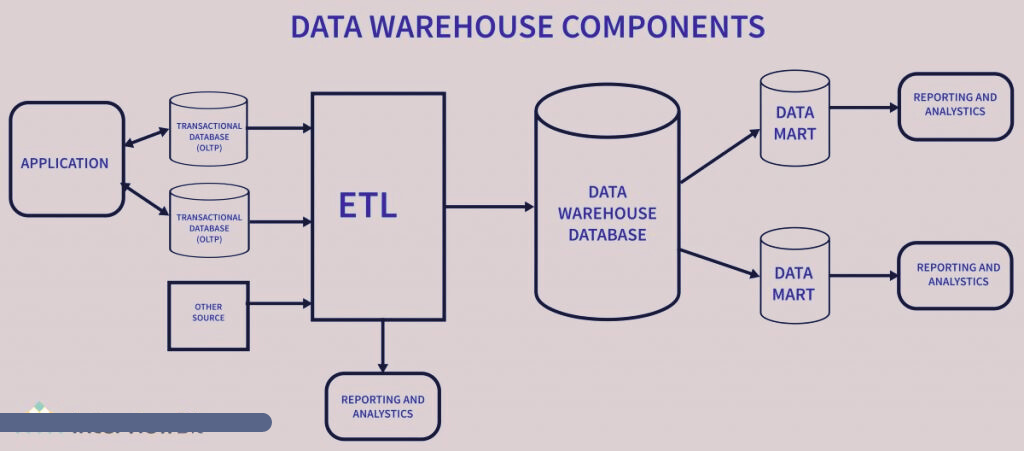 DATA WAREHOUSE COMPONENTS
APPLICATION
TRANSACTIONAL
DATABASE
(OLTP)
TRANSACTIONAL
DATABASE
(OLTP)
OTHER
SOURCE
ETL
REPORTING AND
ANALYSTICS
DATA
WAREHOUSE
DATABASE
DATA
MART
REPORTING AND
ANALYSTICS
DATA
MART
REPORTING AND
ANALYSTICS